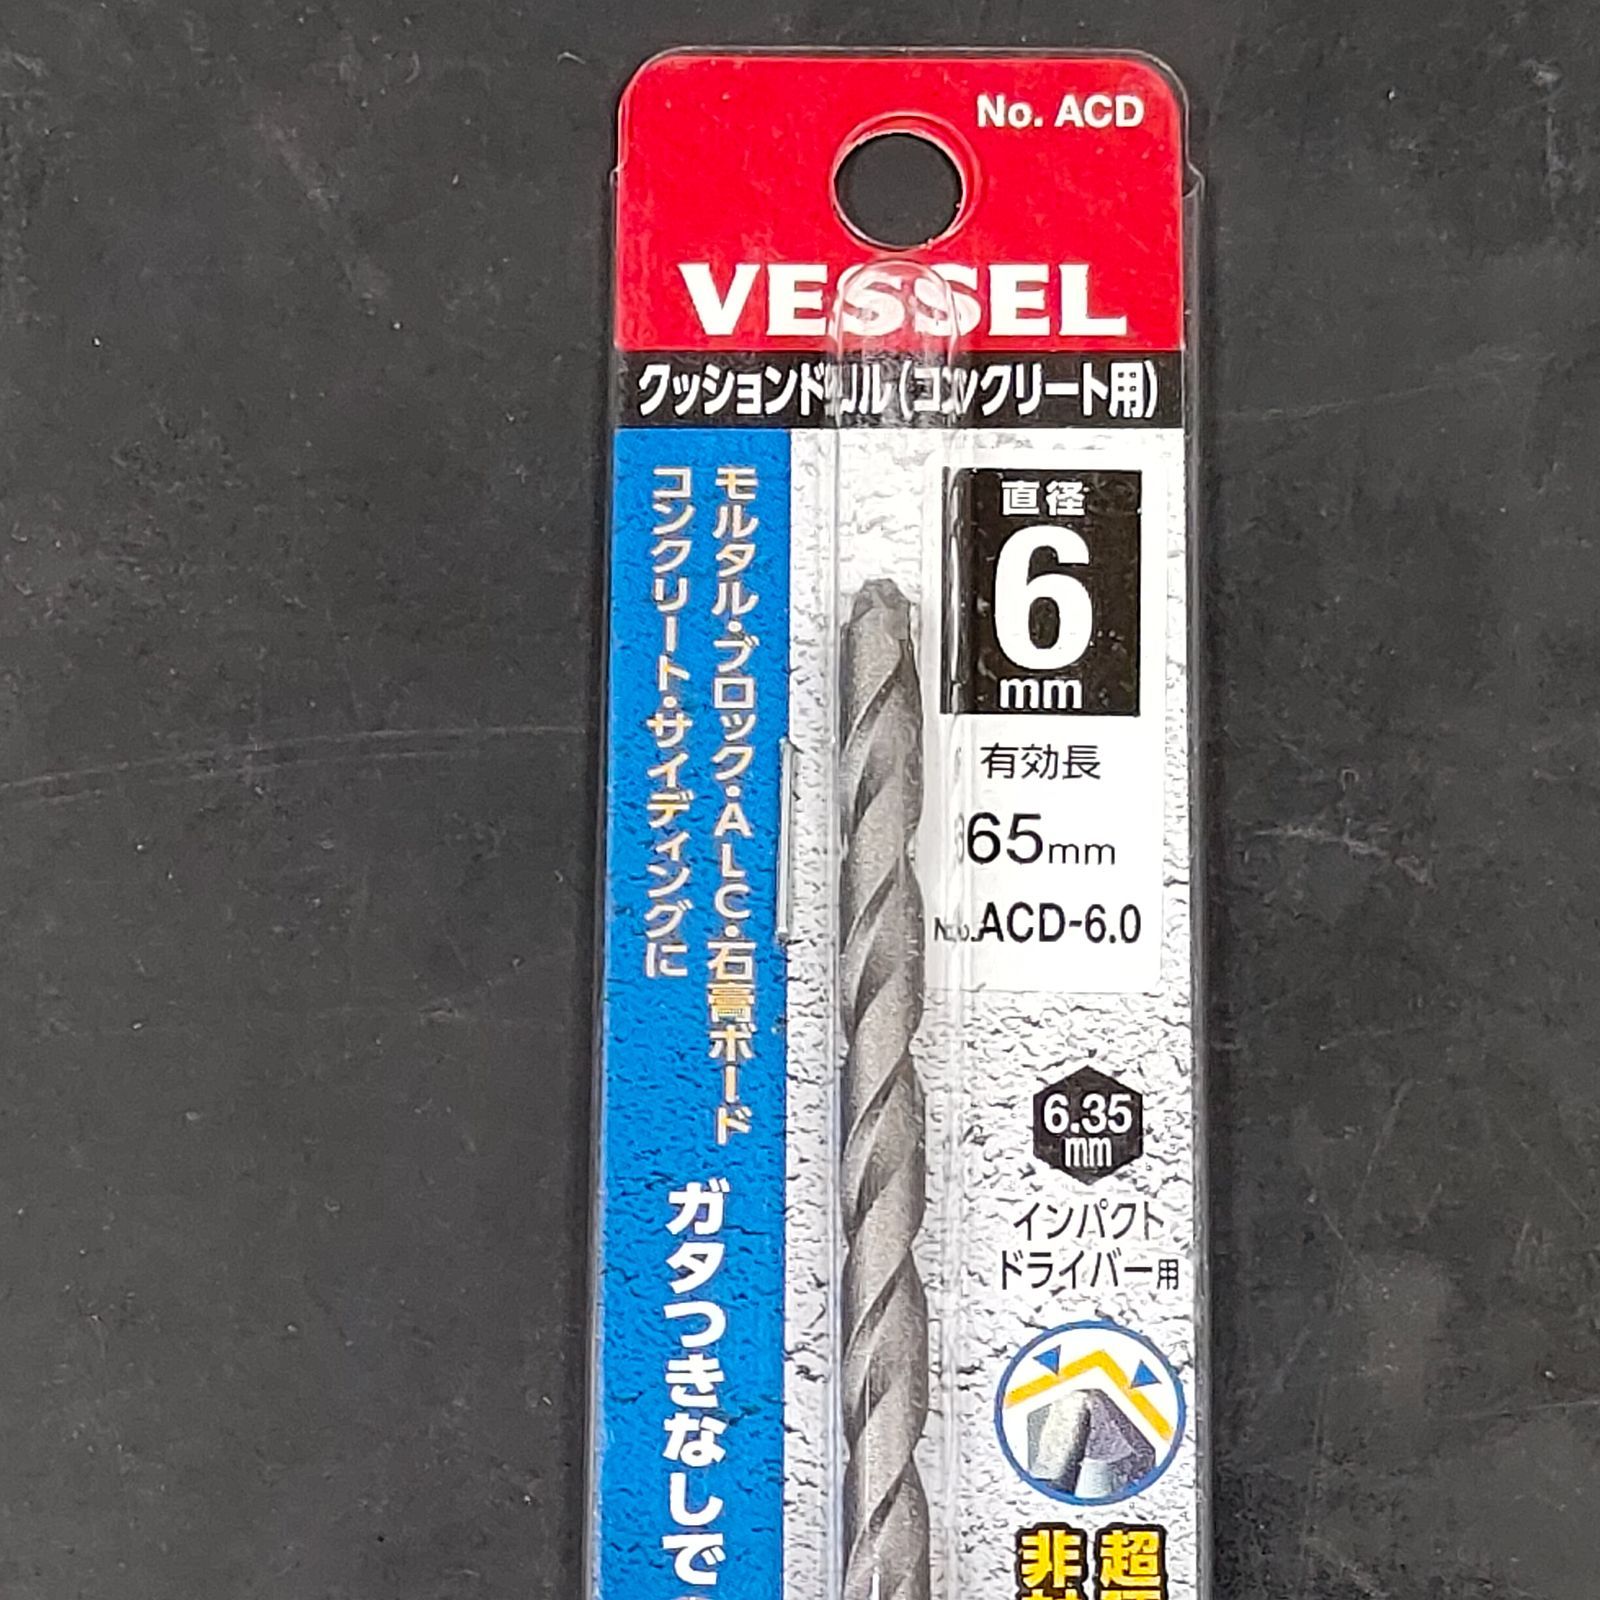 No. ACD
VESSEL
クッションドリル(コンクリート用)
モルタル・ブロック・ALC・石膏ボード
コンクリート・サイディングに
直径
6
mm
有効長
65mm
No. ACD-6.0
6.35
mm
インパクト
ドライバー用
ガタつきなしで
超
非